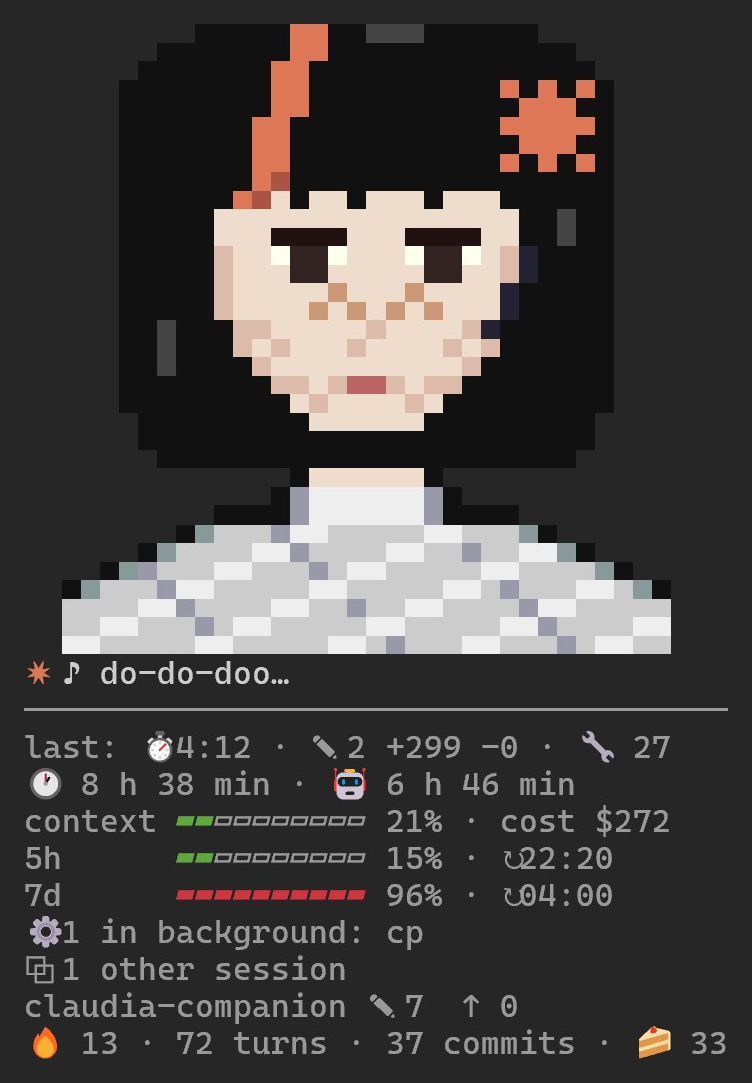 ♪ do-do-doo…
last: ⏱4:12 · ✎2 +299 −0 · 🔧 27
🕐 8 h 38 min · 🤖 6 h 46 min
context ▰▰▱▱▱▱▱▱▱▱ 21% · cost $272
5h ▰▰▱▱▱▱▱▱▱▱ 15% · ↻22:20
7d ▰▰▰▰▰▰▰▰▰▰ 96% · ↻04:00
⚙1 in background: cp
⧉1 other session
claudia-companion ✎7 ↑ 0
🔥 13 · 72 turns · 37 commits · 🍰 33